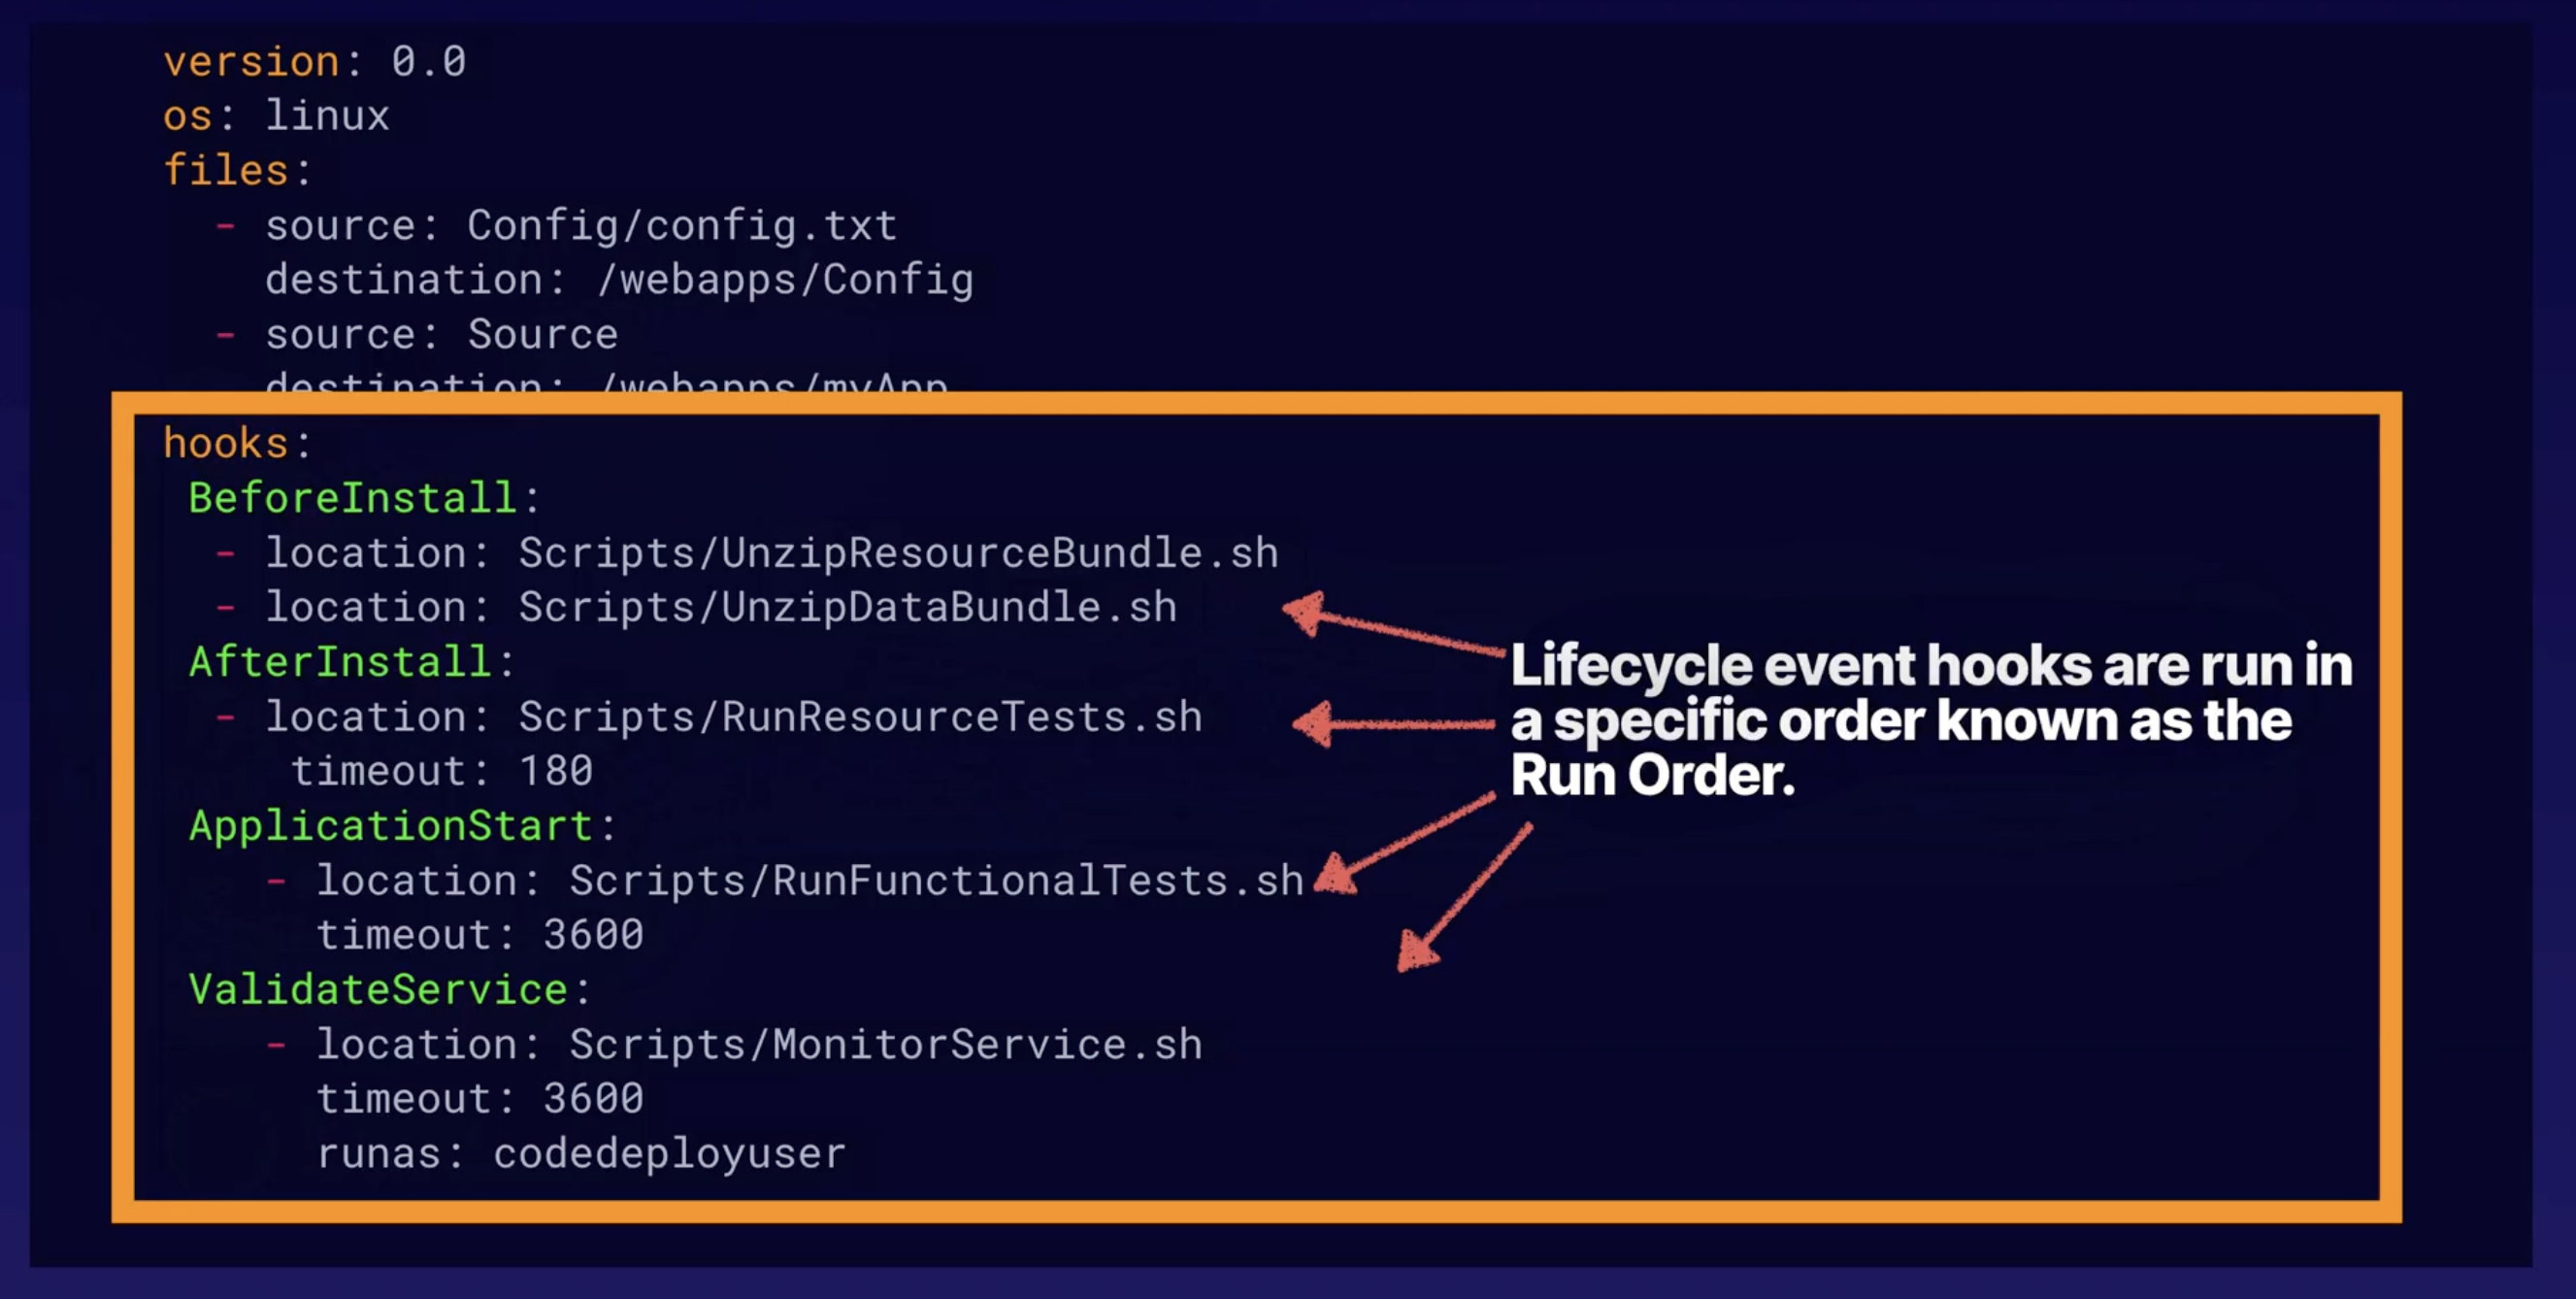 version: 0.0
os: linux
files:
- source: Config/config.txt
destination: /webapps/Config
- source: Source
destination: /webapps/myApp
hooks:
BeforeInstall:
- location: Scripts/UnzipResourceBundle.sh
- location: Scripts/UnzipDataBundle.sh
AfterInstall:
- location: Scripts/RunResourceTests.sh
timeout: 180
ApplicationStart:
- location: Scripts/RunFunctionalTests.sh
timeout: 3600
ValidateService:
- location: Scripts/MonitorService.sh
timeout: 3600
runas: codedeployuser
Lifecycle event hooks are run in
a specific order known as the
Run Order.